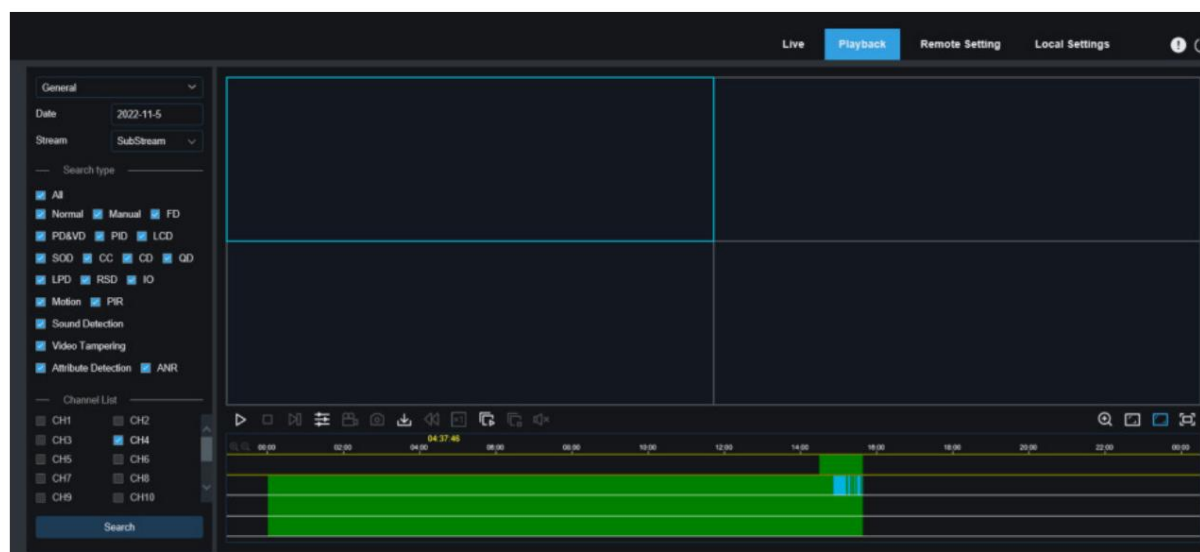 Live Playback Remote Setting Local Settings
General
Date 2022-11-5
Stream SubStream
Search type
All
Normal Manual FD
PD&VD PID LCD
SOD CC CD QD
LPD RSD IO
Motion PIR
Sound Detection
Video Tampering
Attribute Detection ANR
Channel List
CH1 CH2
CH3 CH4
CH5 CH6
CH7 CH8
CH9 CH10
Search
04:37:46
00:00 02:00 04:00 06:00 08:00 10:00 12:00 14:00 16:00 18:00 20:00 22:00 00:00